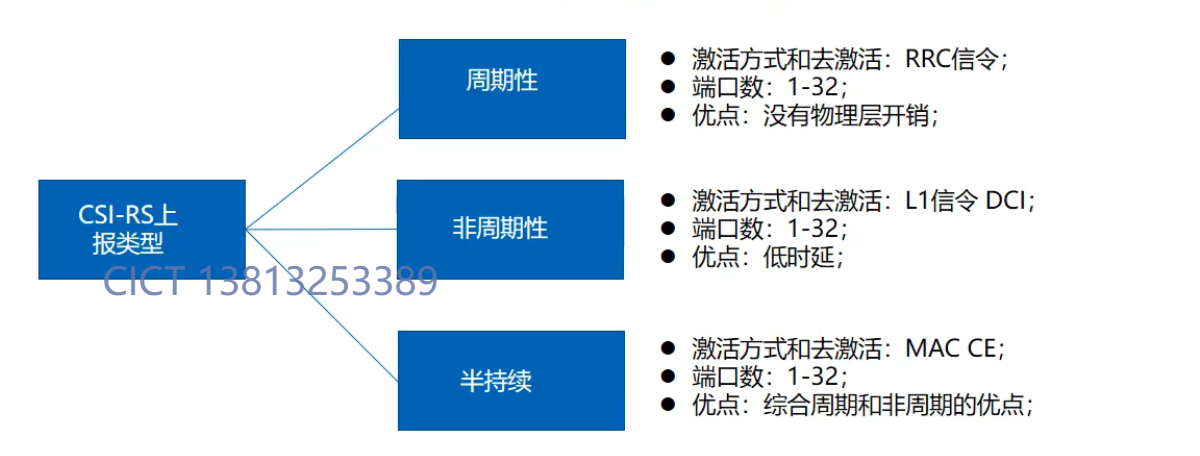 周期性
● 激活方式和去激活：RRC信令；
● 端口数：1-32；
● 优点：没有物理层开销；
CSI-RS上
报类型
非周期性
● 激活方式和去激活：L1信令 DCI；
● 端口数：1-32；
● 优点：低时延；
CICT 13813253389
半持续
● 激活方式和去激活：MAC CE；
● 端口数：1-32；
● 优点：综合周期和非周期的优点；